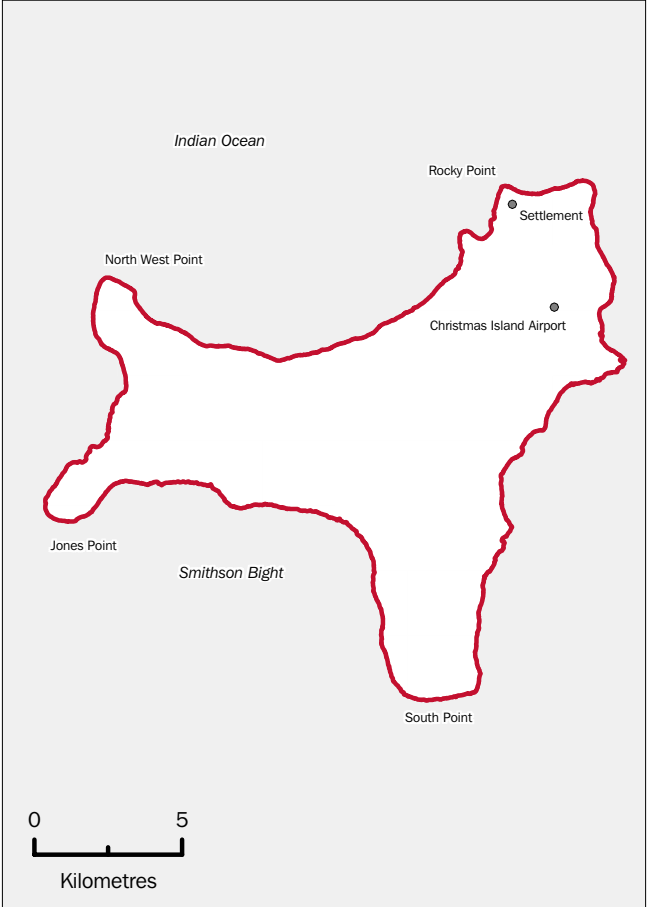 Indian Ocean
Rocky Point
Settlement
North West Point
Christmas Island Airport
Jones Point
Smithson Bight
South Point
0 5
Kilometres